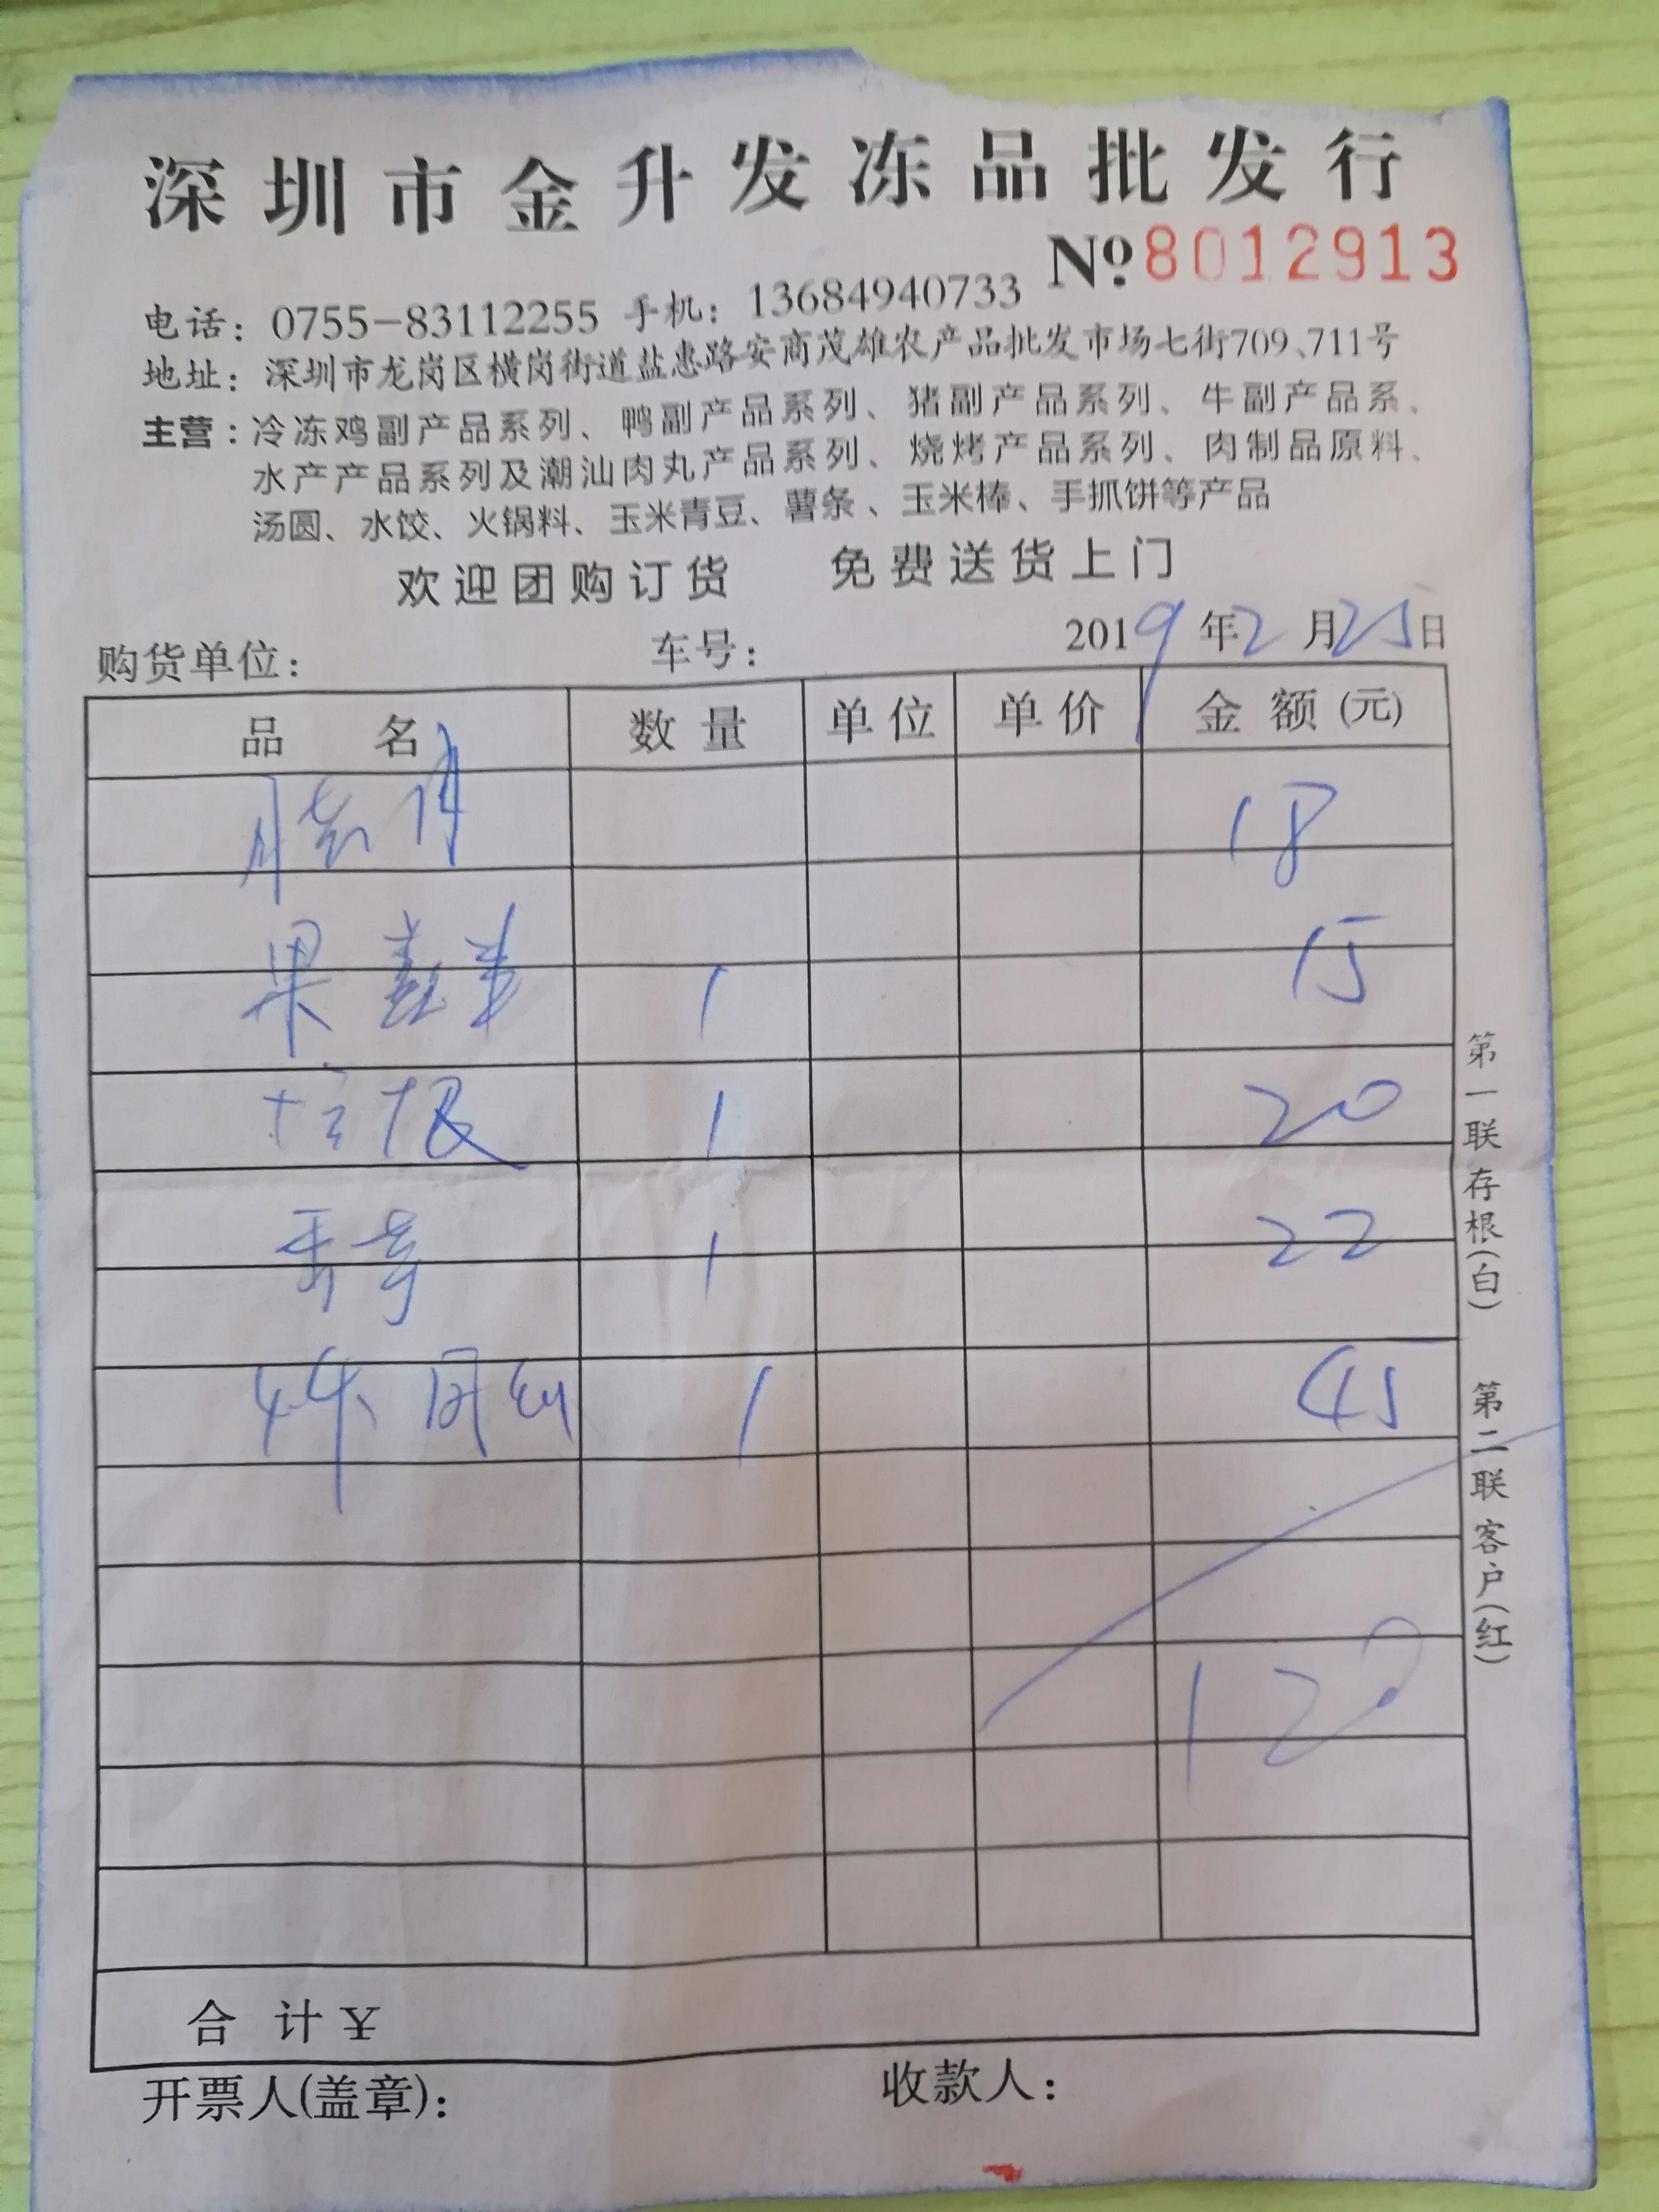 深圳市金升发冻品批发行
№8012913
电话：0755-83112255 手机：13684940733
地址：深圳市龙岗区横岗街道盐惠路安商茂雄农产品批发市场七街709、711号
主营：冷冻鸡副产品系列、鸭副产品系列、猪副产品系列、牛副产品系、
水产产品系列及潮汕肉丸产品系列、烧烤产品系列、肉制品原料、
汤圆、水饺、火锅料、玉米青豆、薯条、玉米棒、手抓饼等产品
欢迎团购订货 免费送货上门
购货单位： 车号： 2019年2月25日
品名 数量 单位 单价 金额(元)
18
果 1 15
1 20
1 22
1 45
12
合计￥
开票人(盖章)： 收款人：
第一联存根(白)
第二联客户(红)